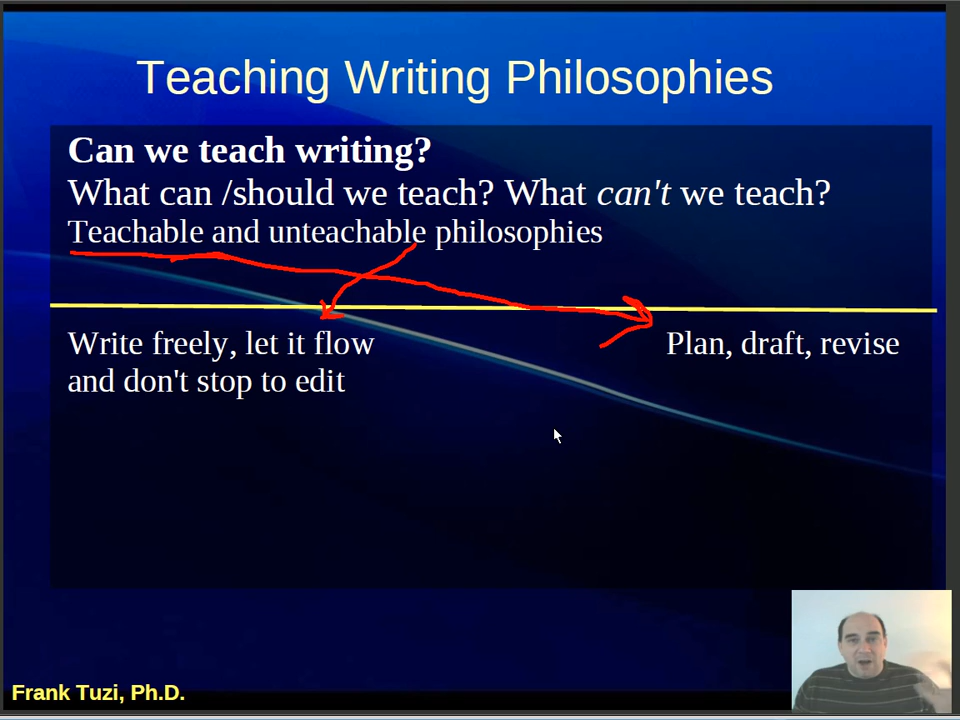 Teaching Writing Philosophies
Can we teach writing?
What can /should we teach? What can't we teach?
Teachable and unteachable philosophies
Write freely, let it flow
and don't stop to edit
Plan, draft, revise
Frank Tuzi, Ph.D.